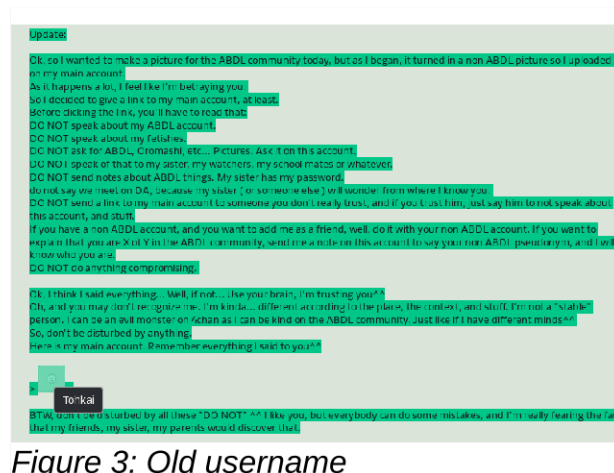 Update:
Ok, so I wanted to make a picture for the ABDL community today, but as I began, it turned in a non ABDL picture so I uploaded
on my main account.
As it happens a lot, I feel like I'm betraying you.
So I decided to give a link to my main account, at least.
Before clicking the link, you'll have to read that:
DO NOT speak about my ABDL account.
DO NOT speak about my fetishes.
DO NOT ask for ABDL, Oromashi, etc... Pictures. Ask it on this account.
DO NOT speak of that to my sister, my watchers, my school mates or whatever.
DO NOT send notes about ABDL things. My sister has my password.
do not say we meet on DA, because my sister ( or someone else ) will wonder from where I know you.
DO NOT send a link to my main account to someone you don't really trust, and if you trust him, just say him to not speak about
this account, and stuff.
If you have a non ABDL account, and you want to add me as a friend, well, do it with your non ABDL account. If you want to
explain that you are X of Y in the ABDL community, send me a note on this account to say your non ABDL pseudonym, and I wil
know who you are.
DO NOT do anything compromising.
Ok, I think I said everything... Well, if not... Use your brain, I'm trusting you^^
Oh, and you may don't recognize me. I'm kinda... different according to the place, the context, and stuff. I'm not a "stable"
person. I can be an evil monster on 4chan as I can be kind on the ABDL community. Just like if I have different minds^^
So, don't be disturbed by anything.
Here is my main account. Remember everything I said to you^^
>
Tohkai
BTW, don't be disturbed by all these "DO NOT" ^^ I like you, but everybody can do some mistakes, and I'm really fearing the fa
that my friends, my sister, my parents would discover that.
Figure 3: Old username